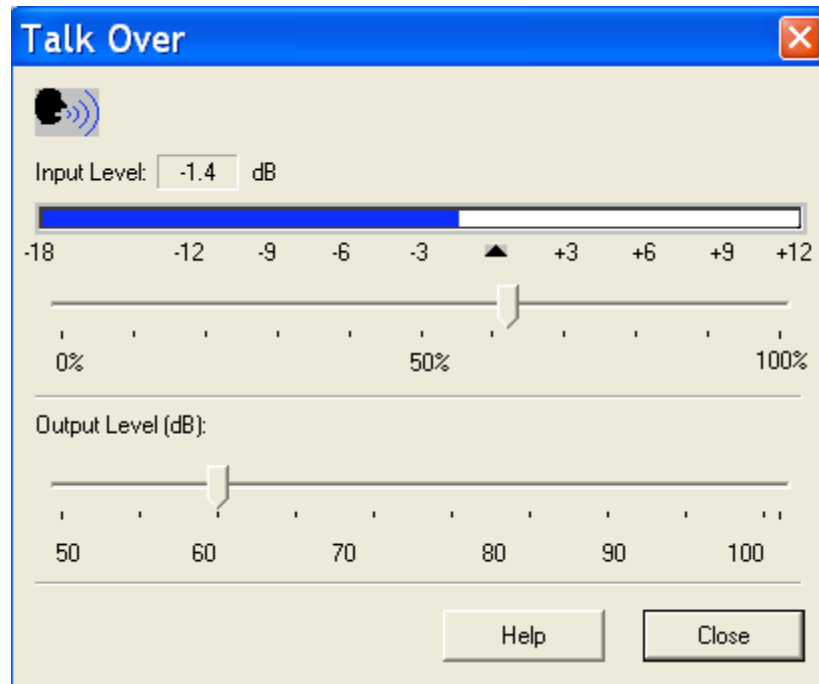 Talk Over
Input Level: -1.4 dB
-18 -12 -9 -6 -3 +3 +6 +9 +12
0% 50% 100%
Output Level (dB):
50 60 70 80 90 100
Help Close